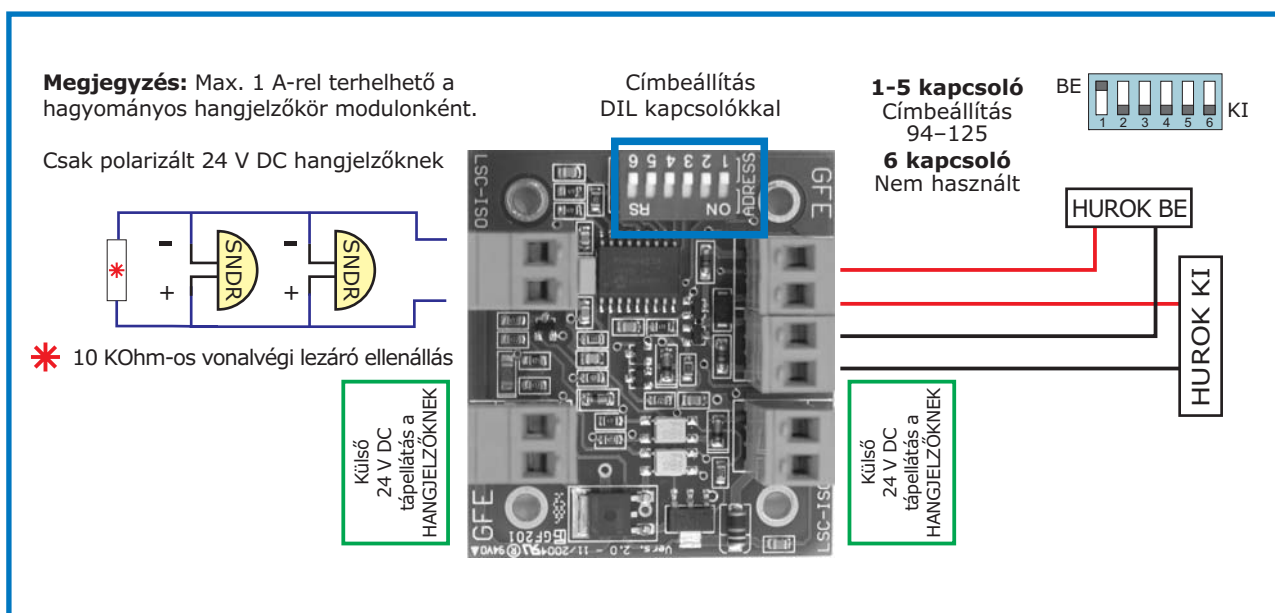 Megjegyzés: Max. 1 A-rel terhelhető a
hagyományos hangjelzőkör modulonként.
Csak polarizált 24 V DC hangjelzőknek
Címbeállítás
DIL kapcsolókkal
1-5 kapcsoló
Címbeállítás
94–125
6 kapcsoló
Nem használt
BE
KI
1 2 3 4 5 6
HUROK BE
HUROK KI
- SNDR +
- SNDR +
10 KOhm-os vonalvégi lezáró ellenállás
Külső
24 V DC
tápellátás a
HANGJELZŐKNEK
Külső
24 V DC
tápellátás a
HANGJELZŐKNEK
LSC-ISO
6 5 4 3 2 1
RS
ON
ADRESS
GFE
GFE
GF201
Vers. 2.0 - 11/2001
94V0
LSC-ISO